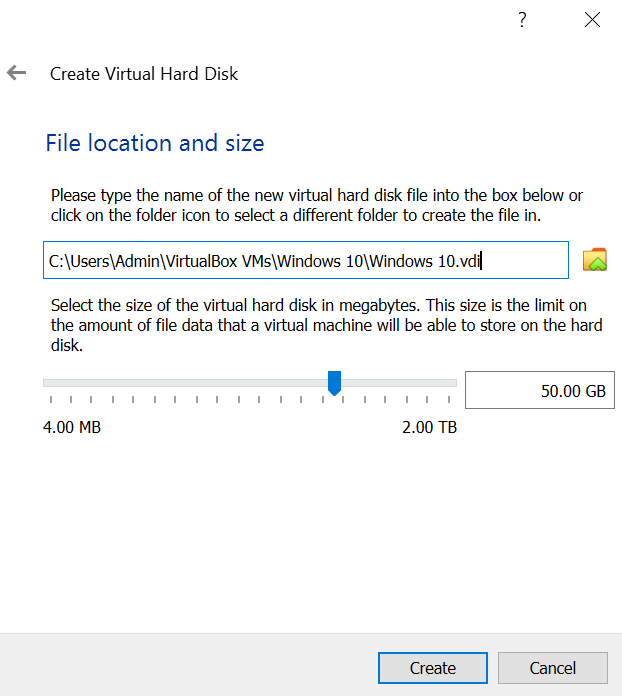 ?
Create Virtual Hard Disk
File location and size
Please type the name of the new virtual hard disk file into the box below or
click on the folder icon to select a different folder to create the file in.
C:\Users\Admin\VirtualBox VMs\Windows 10\Windows 10.vdi
Select the size of the virtual hard disk in megabytes. This size is the limit on
the amount of file data that a virtual machine will be able to store on the hard
disk.
50.00 GB
4.00 MB 2.00 TB
Create Cancel